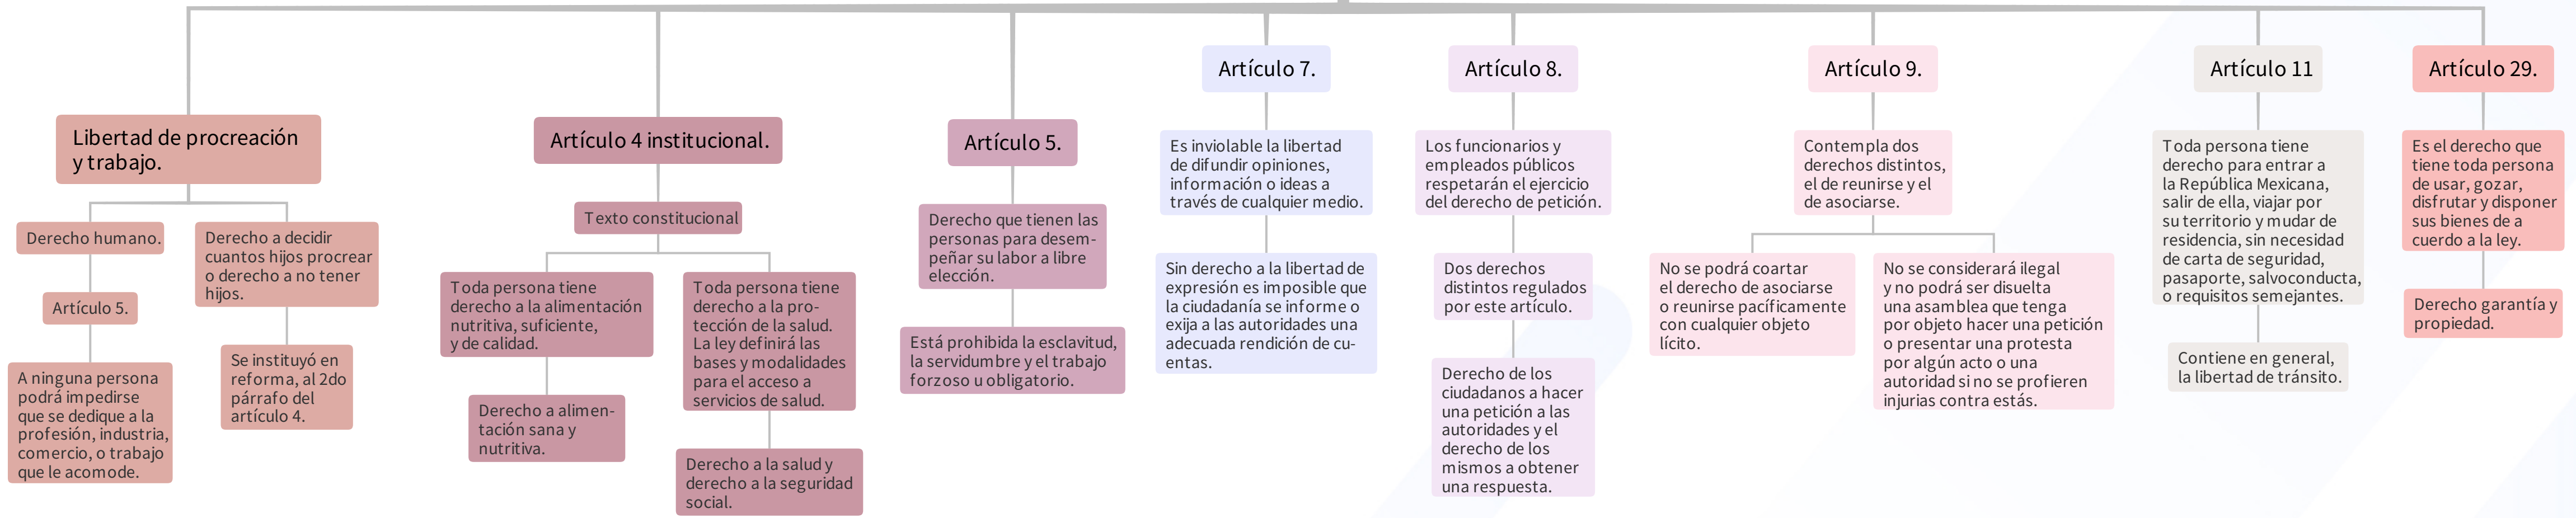 Libertad de procreación
y trabajo.
Derecho humano.
Artículo 5.
A ninguna persona
podrá impedirse
que se dedique a la
profesión, industria,
comercio, o trabajo
que le acomode.
Derecho a decidir
cuantos hijos procrear
o derecho a no tener
hijos.
Se instituyó en
reforma, al 2do
párrafo del
artículo 4.
Artículo 4 institucional.
Texto constitucional
Toda persona tiene
derecho a la alimentación
nutritiva, suficiente,
y de calidad.
Derecho a alimen-
tación sana y
nutritiva.
Toda persona tiene
derecho a la pro-
tección de la salud.
La ley definirá las
bases y modalidades
para el acceso a
servicios de salud.
Derecho a la salud y
derecho a la seguridad
social.
Artículo 5.
Derecho que tienen las
personas para desem-
peñar su labor a libre
elección.
Está prohibida la esclavitud,
la servidumbre y el trabajo
forzoso u obligatorio.
Artículo 7.
Es inviolable la libertad
de difundir opiniones,
información o ideas a
través de cualquier medio.
Sin derecho a la libertad de
expresión es imposible que
la ciudadanía se informe o
exija a las autoridades una
adecuada rendición de cu-
entas.
Artículo 8.
Los funcionarios y
empleados públicos
respetarán el ejercicio
del derecho de petición.
Dos derechos
distintos regulados
por este artículo.
Derecho de los
ciudadanos a hacer
una petición a las
autoridades y el
derecho de los
mismos a obtener
una respuesta.
Artículo 9.
Contempla dos
derechos distintos,
el de reunirse y el
de asociarse.
No se podrá coartar
el derecho de asociarse
o reunirse pacíficamente
con cualquier objeto
lícito.
No se considerará ilegal
y no podrá ser disuelta
una asamblea que tenga
por objeto hacer una petición
o presentar una protesta
por algún acto o una
autoridad si no se profieren
injurias contra estás.
Artículo 11
Toda persona tiene
derecho para entrar a
la República Mexicana,
salir de ella, viajar por
su territorio y mudar de
residencia, sin necesidad
de carta de seguridad,
pasaporte, salvoconducta,
o requisitos semejantes.
Contiene en general,
la libertad de tránsito.
Artículo 29.
Es el derecho que
tiene toda persona
de usar, gozar,
disfrutar y disponer
sus bienes de a
cuerdo a la ley.
Derecho garantía y
propiedad.